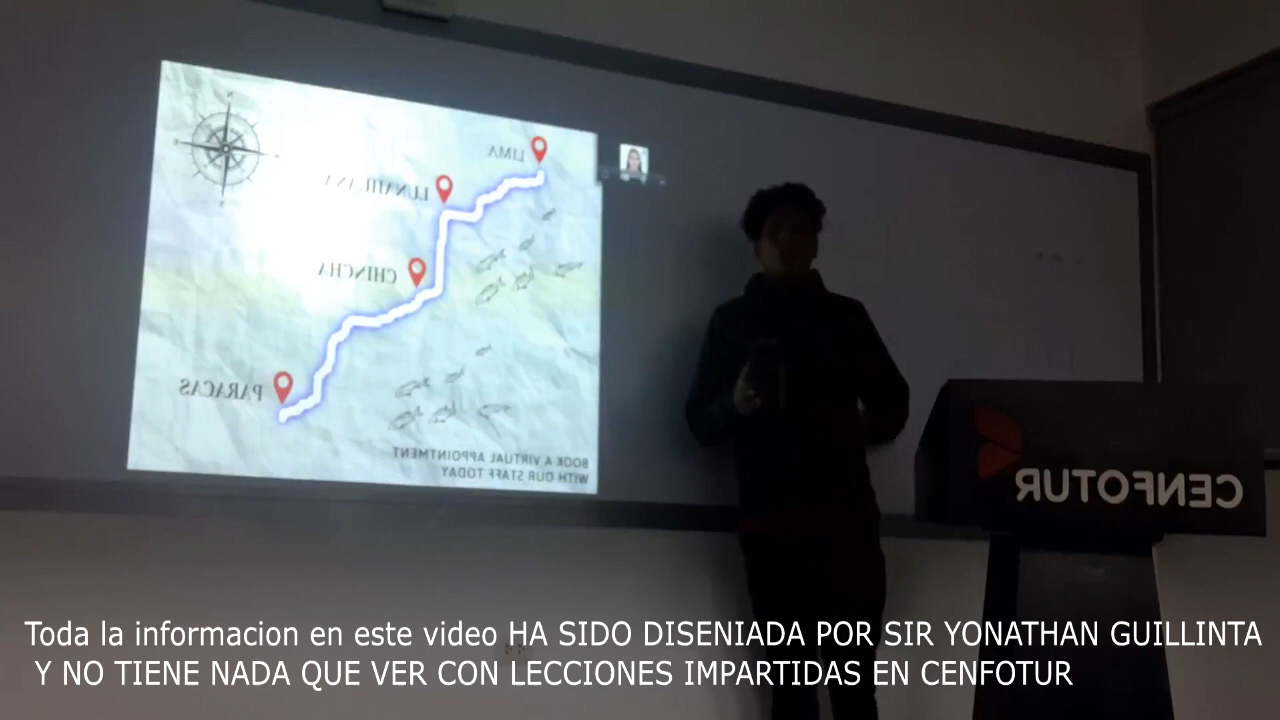 LIMA
LUNAHUANA
CHINCHA
PARACAS
BOOK A VIRTUAL APPOINTMENT
WITH OUR STAFF TODAY
CENFOTUR
Toda la informacion en este video HA SIDO DISENIADA POR SIR YONATHAN GUILLINTA
Y NO TIENE NADA QUE VER CON LECCIONES IMPARTIDAS EN CENFOTUR